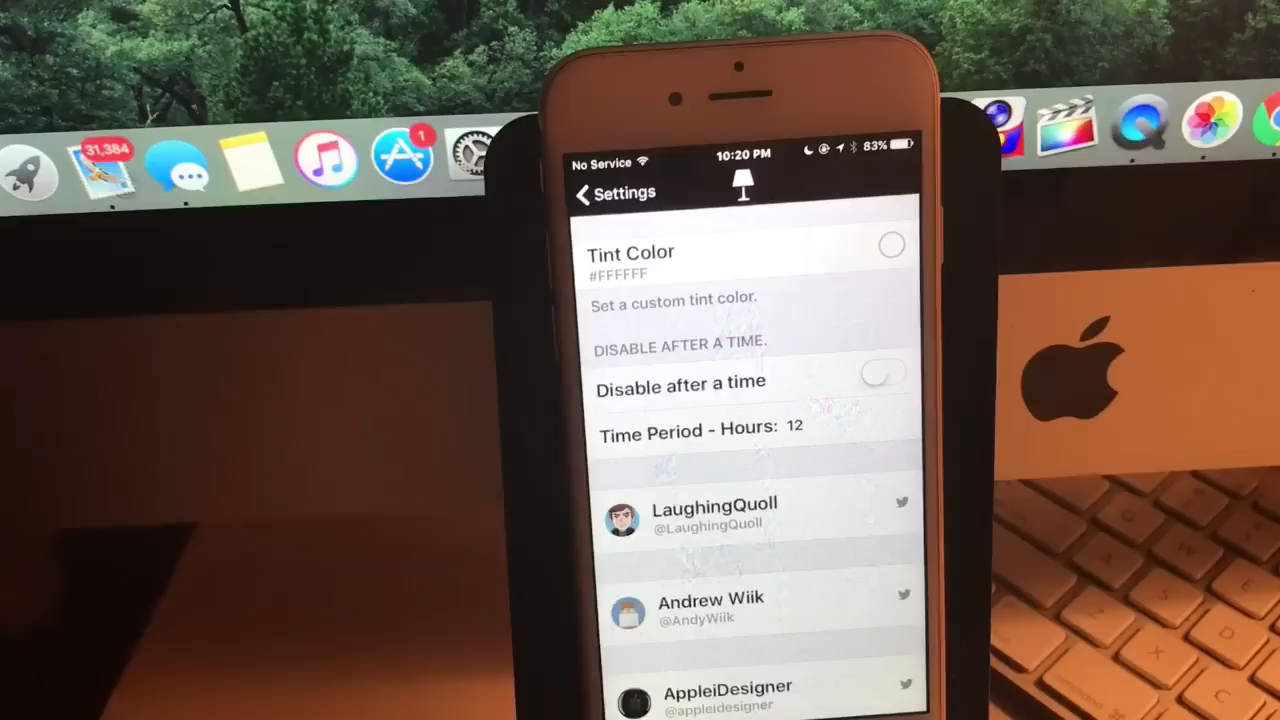 31,384
1
No Service
10:20 PM
83%
Settings
Tint Color
#FFFFFF
Set a custom tint color.
DISABLE AFTER A TIME.
Disable after a time
Time Period - Hours: 12
LaughingQuoll
@LaughingQuoll
Andrew Wiik
@AndyWiik
AppleiDesigner
@appleidesigner
Q
W
A
S
E
Z
D
X
C
command